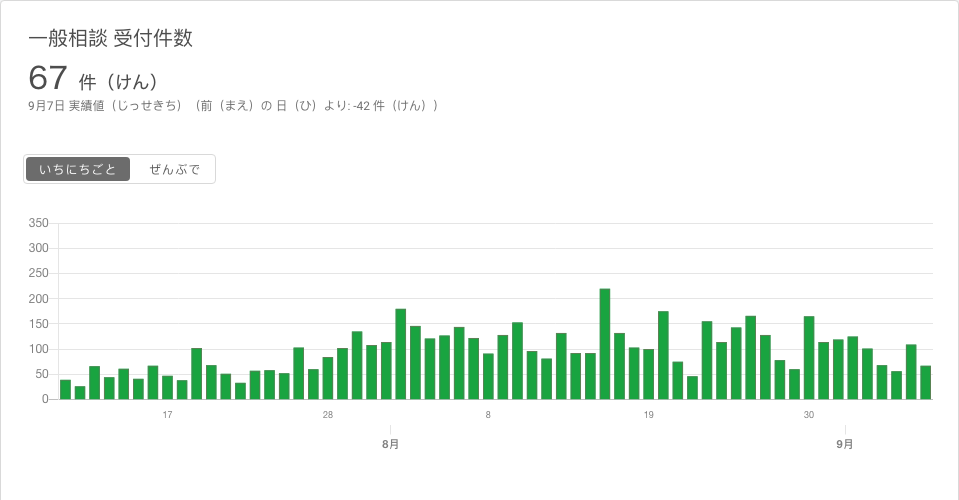 一般相談 受付件数
67 件（けん）
9月7日 実績値（じっせきち）（前（まえ）の 日（ひ）より: -42 件（けん））
いちにちごと ぜんぶで
350
300
250
200
150
100
50
0
17 28 8 19 30
8月 9月